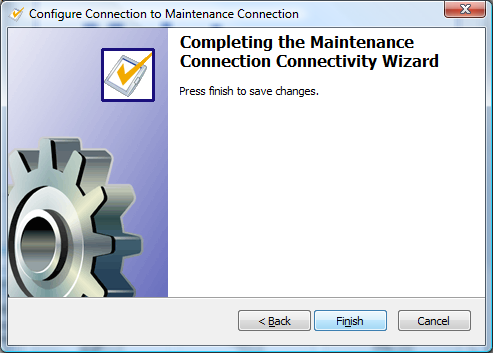 Configure Connection to Maintenance Connection
Completing the Maintenance
Connection Connectivity Wizard
Press finish to save changes.
< Back
Finish
Cancel